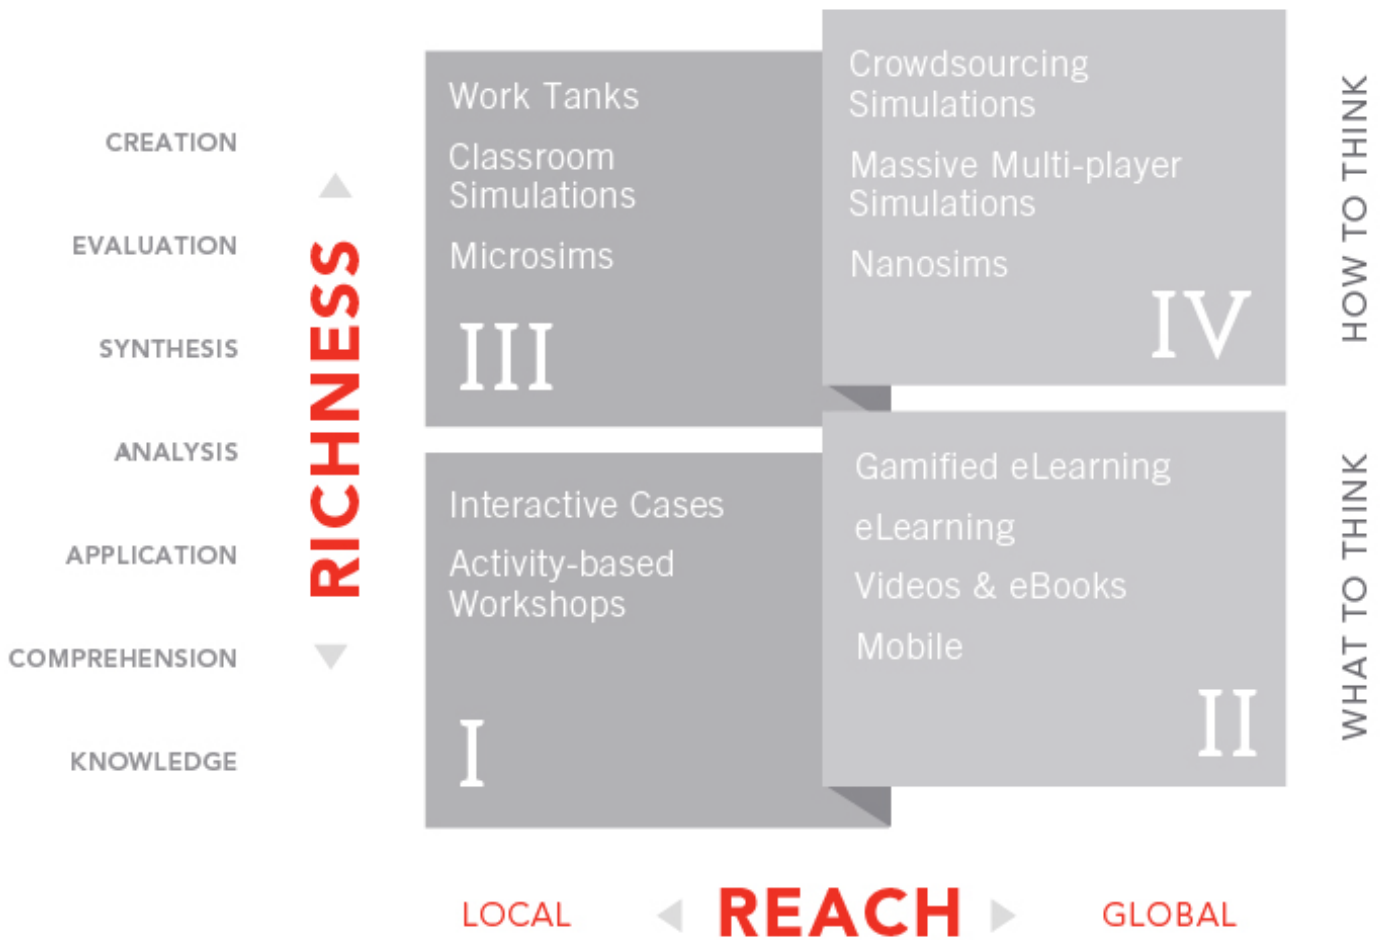 CREATION
EVALUATION
SYNTHESIS
ANALYSIS
APPLICATION
COMPREHENSION
KNOWLEDGE
RICHNESS
Work Tanks
Classroom
Simulations
Microsims
III
Crowdsourcing
Simulations
Massive Multi-player
Simulations
Nanosims
IV
Interactive Cases
Activity-based
Workshops
I
Gamified eLearning
eLearning
Videos & eBooks
Mobile
II
HOW TO THINK
WHAT TO THINK
LOCAL
REACH
GLOBAL